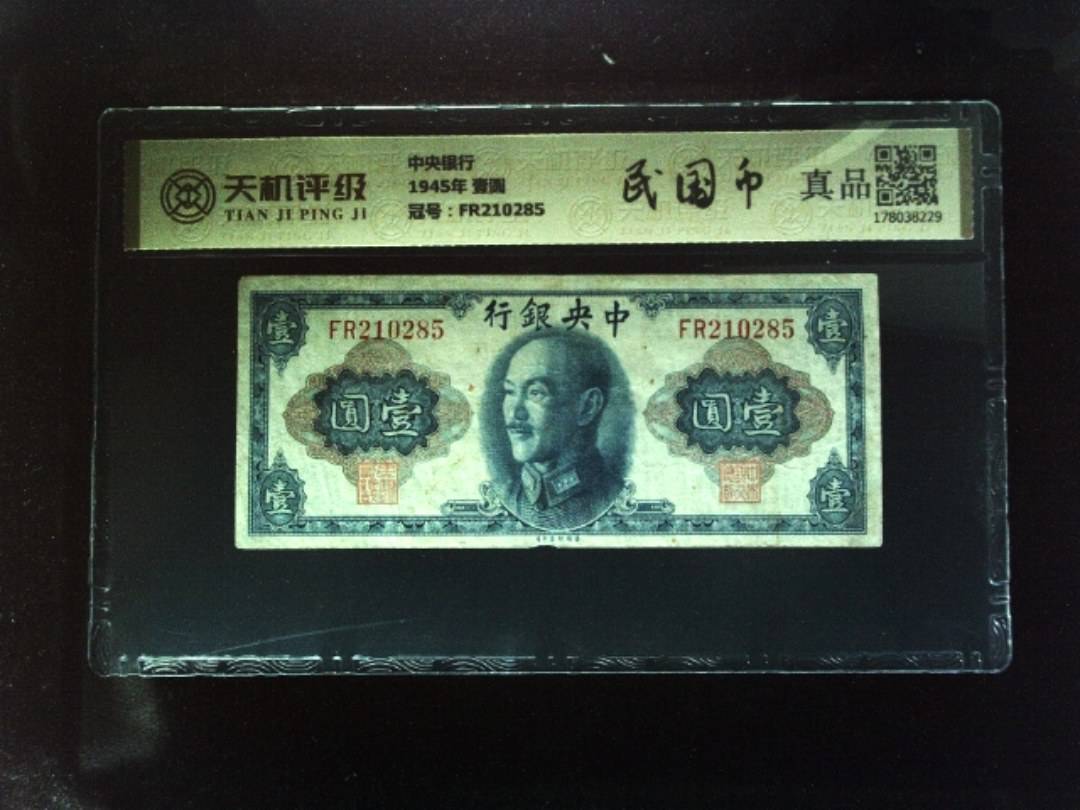 天机评级
TIAN JI PING JI
中央银行
1945年 壹圆
冠号：FR210285
民国币
真品
178038229
行銀央中
FR210285
FR210285
壹
壹
圓壹
圓壹
壹
壹